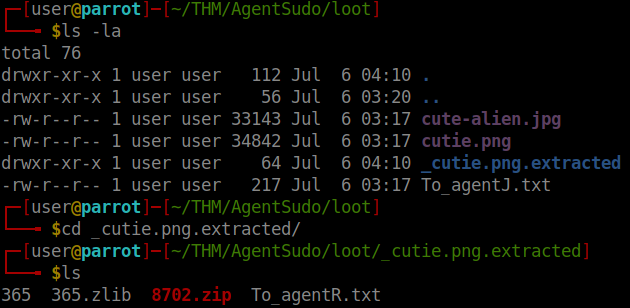 ┌─[user@parrot]─[~/THM/AgentSudo/loot]
└──╼ $ls -la
total 76
drwxr-xr-x 1 user user   112 Jul  6 04:10 .
drwxr-xr-x 1 user user    56 Jul  6 03:20 ..
-rw-r--r-- 1 user user 33143 Jul  6 03:17 cute-alien.jpg
-rw-r--r-- 1 user user 34842 Jul  6 03:17 cutie.png
drwxr-xr-x 1 user user    64 Jul  6 04:10 _cutie.png.extracted
-rw-r--r-- 1 user user   217 Jul  6 03:17 To_agentJ.txt
┌─[user@parrot]─[~/THM/AgentSudo/loot]
└──╼ $cd _cutie.png.extracted/
┌─[user@parrot]─[~/THM/AgentSudo/loot/_cutie.png.extracted]
└──╼ $ls
365  365.zlib  8702.zip  To_agentR.txt